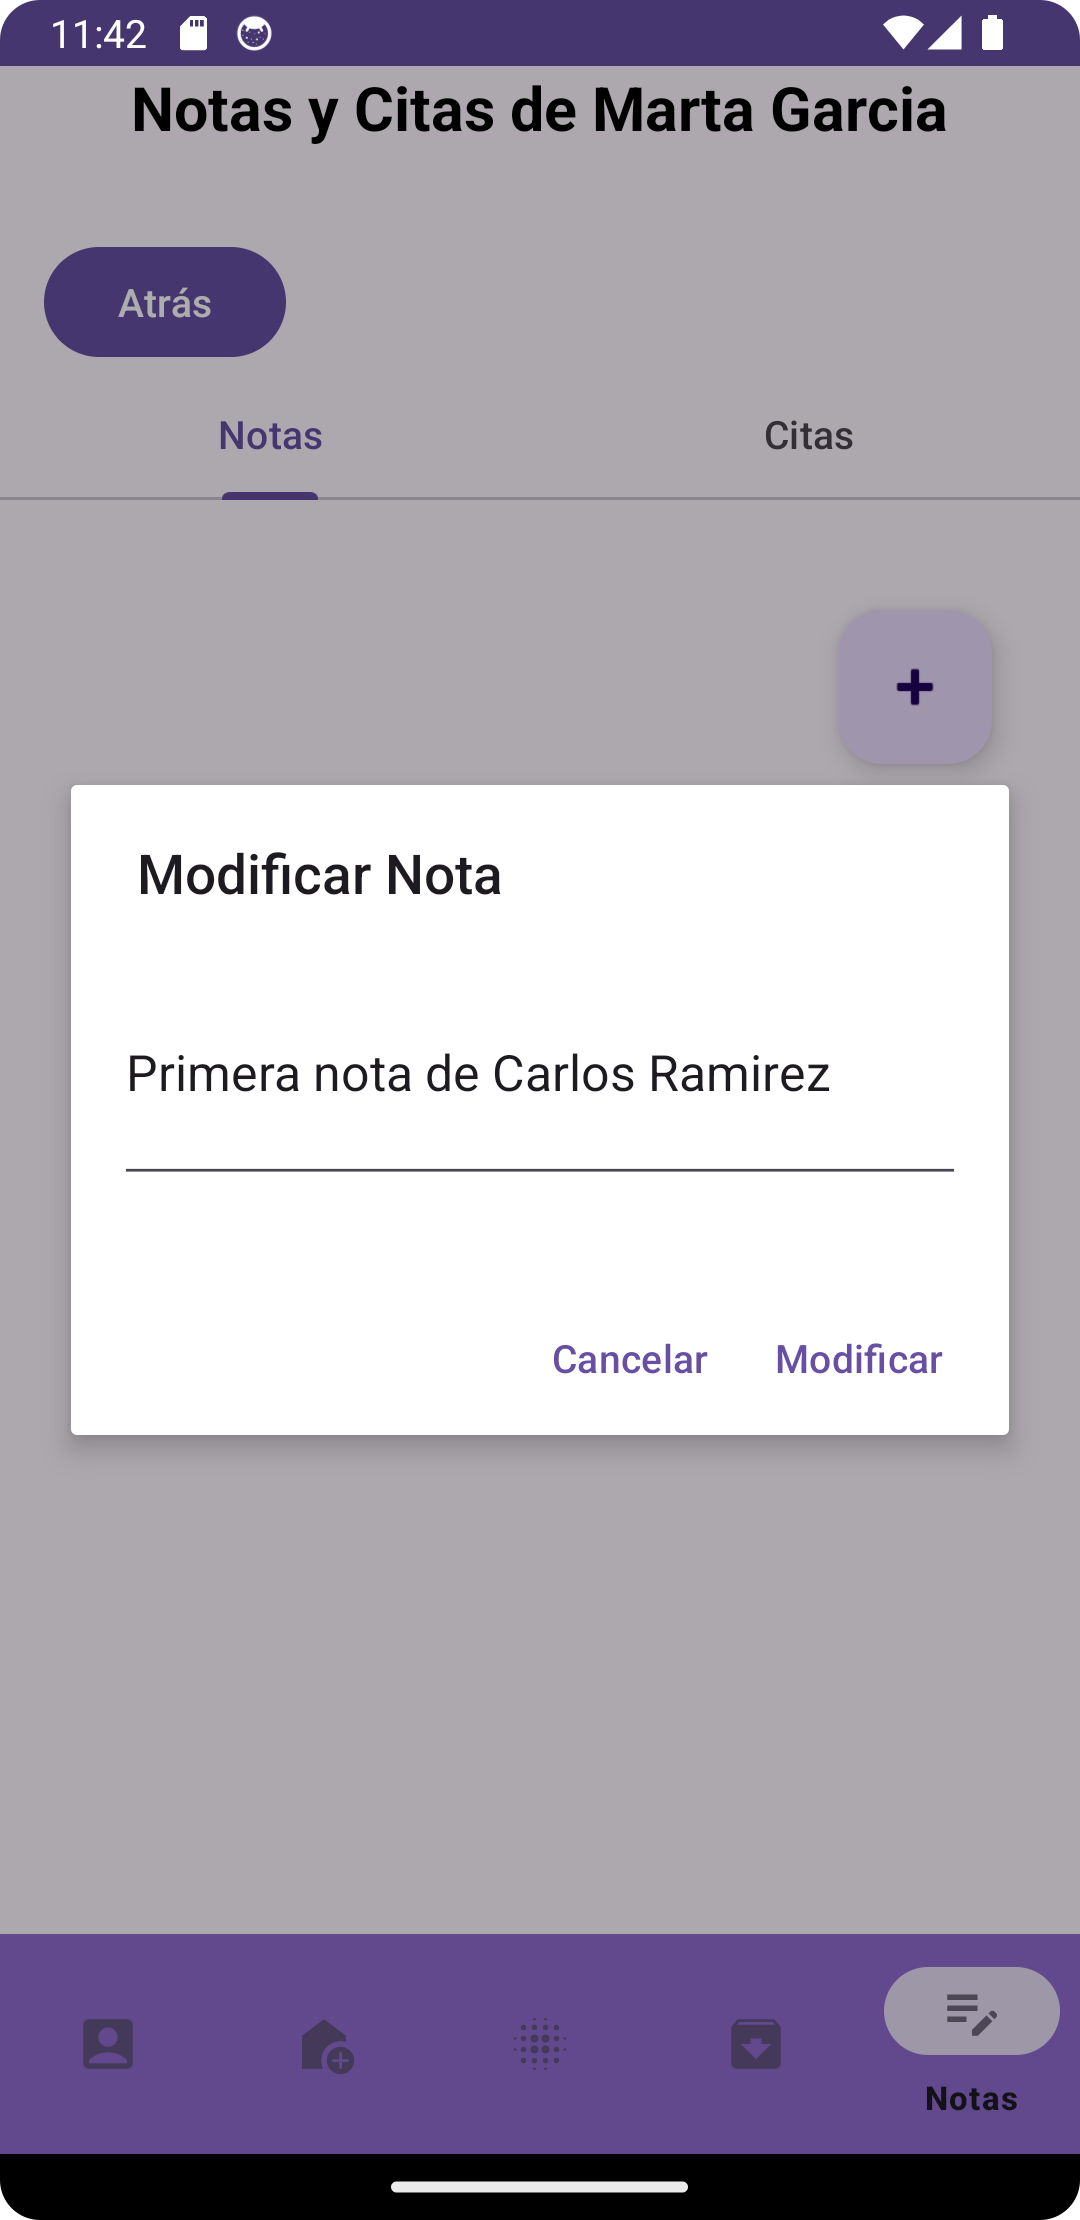 11:42
Notas y Citas de Marta Garcia
Atrás
Notas
Citas
Modificar Nota
Primera nota de Carlos Ramirez
Cancelar
Modificar
Notas